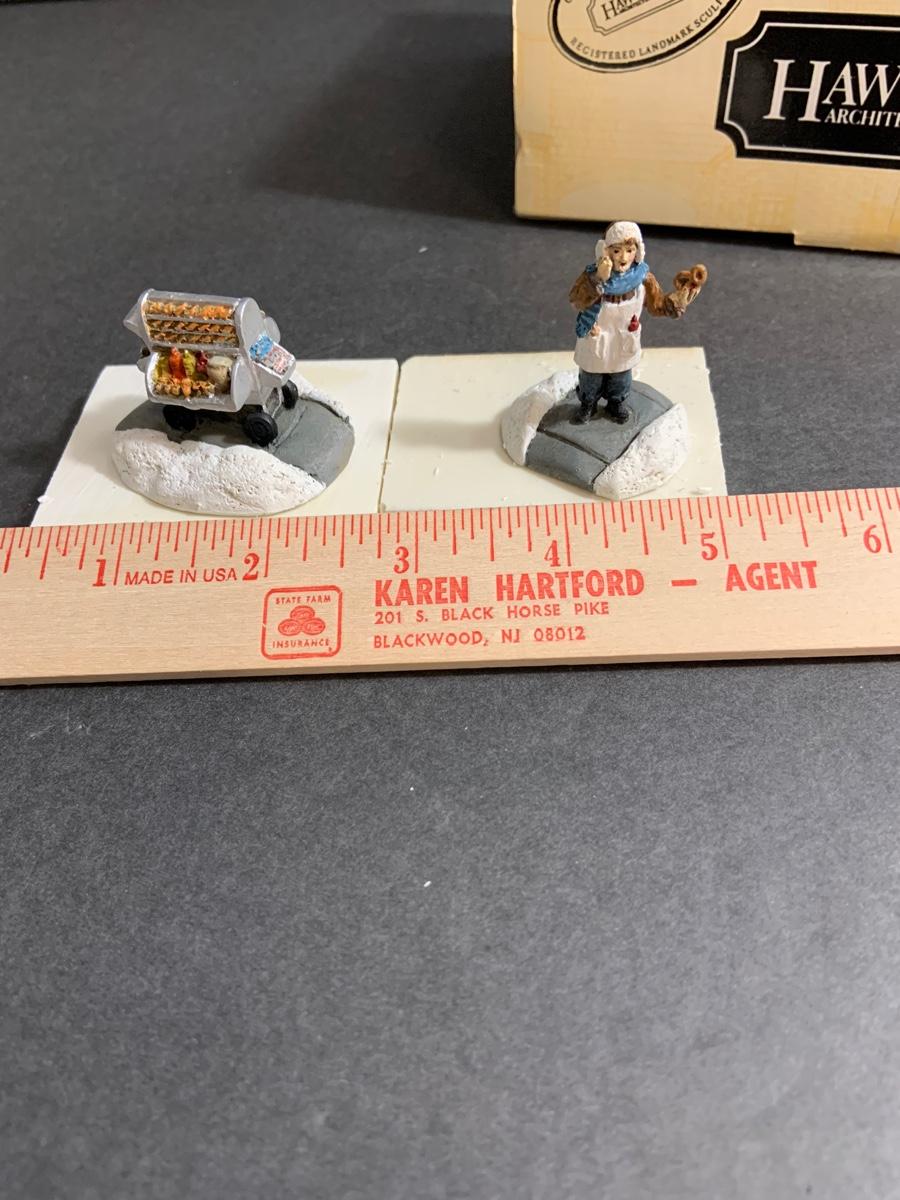 REGISTERED LANDMARK SCULP
HAW
ARCHITE
1 2 3 4 5 6
MADE IN USA
STATE FARM
INSURANCE
KAREN HARTFORD — AGENT
201 S. BLACK HORSE PIKE
BLACKWOOD, NJ 08012